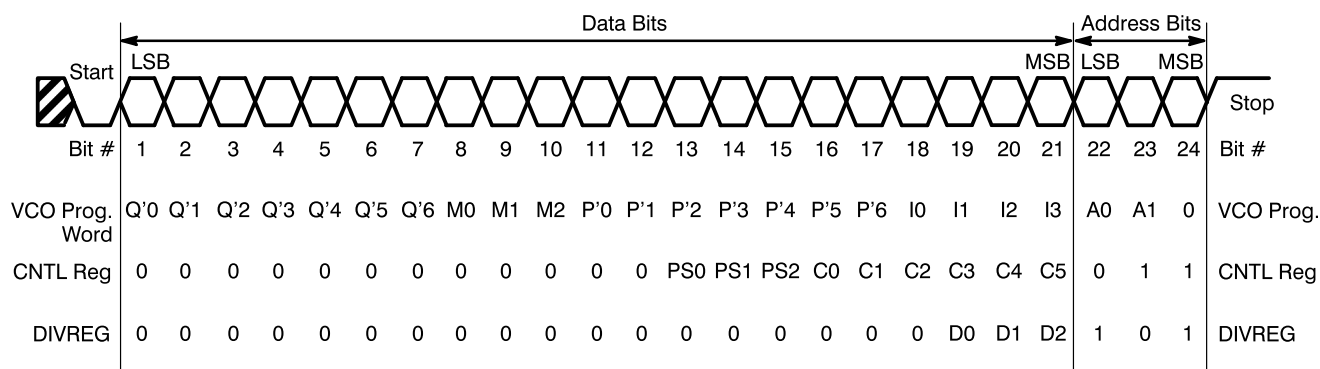 Data Bits Address Bits
Start LSB MSB LSB MSB Stop
Bit # 1 2 3 4 5 6 7 8 9 10 11 12 13 14 15 16 17 18 19 20 21 22 23 24 Bit #
VCO Prog. Word Q'0 Q'1 Q'2 Q'3 Q'4 Q'5 Q'6 M0 M1 M2 P'0 P'1 P'2 P'3 P'4 P'5 P'6 I0 I1 I2 I3 A0 A1 0 VCO Prog.
CNTL Reg 0 0 0 0 0 0 0 0 0 0 0 0 PS0 PS1 PS2 C0 C1 C2 C3 C4 C5 0 1 1 CNTL Reg
DIVREG 0 0 0 0 0 0 0 0 0 0 0 0 0 0 0 0 0 0 D0 D1 D2 1 0 1 DIVREG